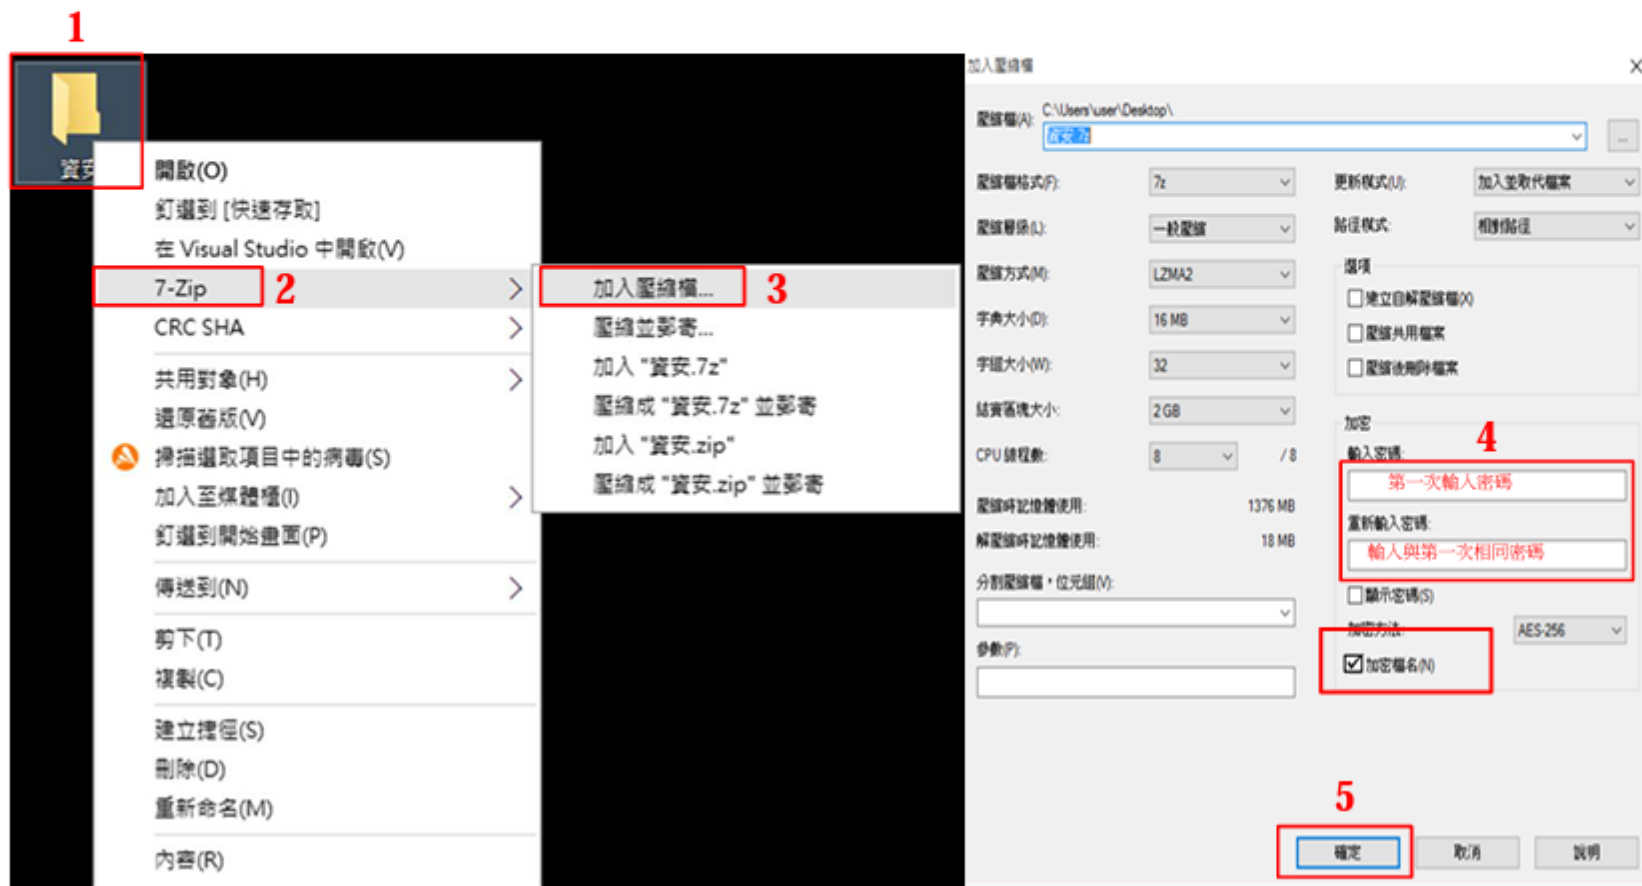 1
資安
開啟(O)
釘選到 [快速存取]
在 Visual Studio 中開啟(V)
7-Zip
2
CRC SHA
共用對象(H)
還原舊版(V)
掃描選取項目中的病毒(S)
加入至媒體櫃(I)
釘選到開始畫面(P)
傳送到(N)
剪下(T)
複製(C)
建立捷徑(S)
刪除(D)
重新命名(M)
內容(R)
加入壓縮檔...
3
壓縮並郵寄...
加入 "資安.7z"
壓縮成 "資安.7z" 並郵寄
加入 "資安.zip"
壓縮成 "資安.zip" 並郵寄
加入壓縮檔
壓縮檔(A):
C:\Users\user\Desktop\
資安.7z
...
壓縮檔格式(F):
7z
壓縮層級(L):
一般壓縮
壓縮方式(M):
LZMA2
字典大小(D):
16 MB
字組大小(W):
32
結實區塊大小:
2 GB
CPU 線程數:
8
/ 8
壓縮時記憶體使用:
1376 MB
解壓縮時記憶體使用:
18 MB
分割壓縮檔，位元組(V):
參數(P):
更新模式(U):
加入並取代檔案
路徑模式:
相對路徑
選項
建立自解壓縮檔(X)
壓縮共用檔案
壓縮後刪除檔案
加密
4
輸入密碼:
第一次輸入密碼
重新輸入密碼:
輸入與第一次相同密碼
顯示密碼(S)
加密方法:
AES-256
加密檔名(N)
5
確定
取消
說明